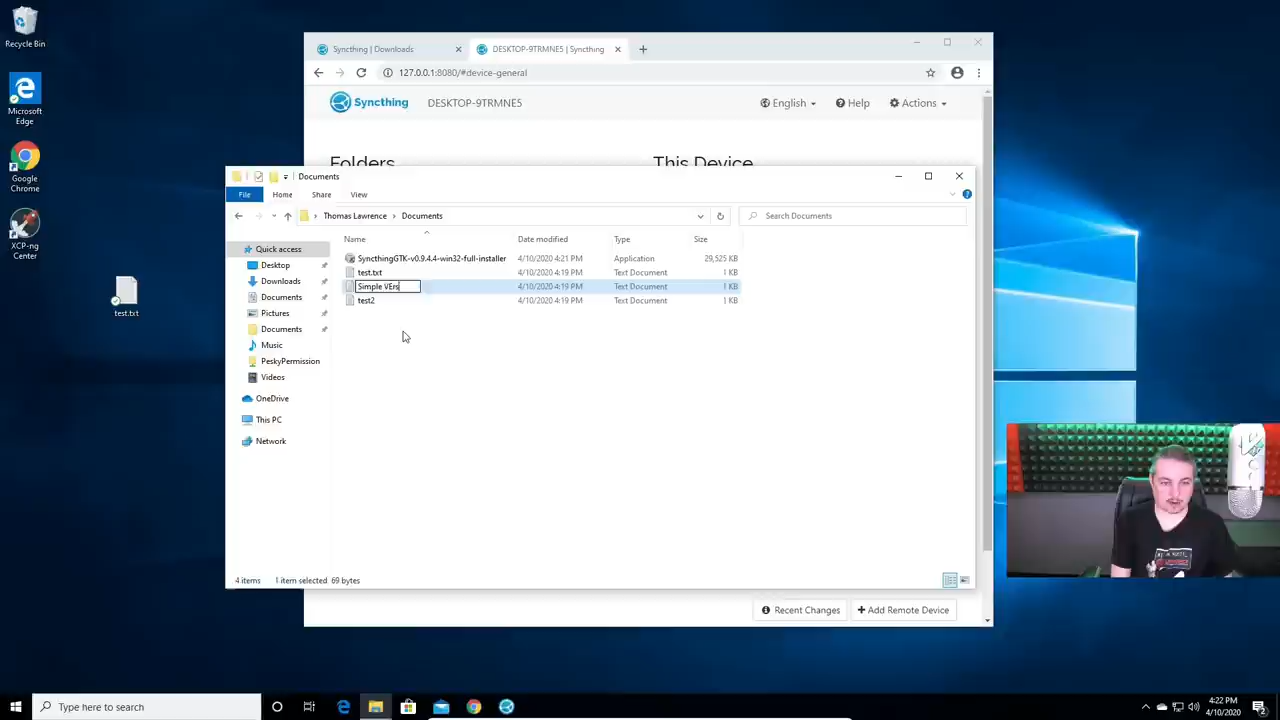 Recycle Bin
Microsoft Edge
Google Chrome
XCP-ng Center
test.txt
Syncthing | Downloads
DESKTOP-9TRMNE5 | Syncthing
127.0.0.1:8080/#device-general
Syncthing DESKTOP-9TRMNE5 English Help Actions
Folders This Device
Documents
File Home Share View
Thomas Lawrence > Documents Search Documents
Name Date modified Type Size
SyncthingGTK-v0.9.4.4-win32-full-installer 4/10/2020 4:21 PM Application 29,525 KB
test.txt 4/10/2020 4:19 PM Text Document 1 KB
Simple VErs 4/10/2020 4:19 PM Text Document 1 KB
test2 4/10/2020 4:19 PM Text Document 1 KB
Quick access
Desktop
Downloads
Documents
Pictures
Documents
Music
PeskyPermission
Videos
OneDrive
This PC
Network
4 items 1 item selected 69 bytes
Recent Changes + Add Remote Device
Type here to search
4:22 PM
4/10/2020